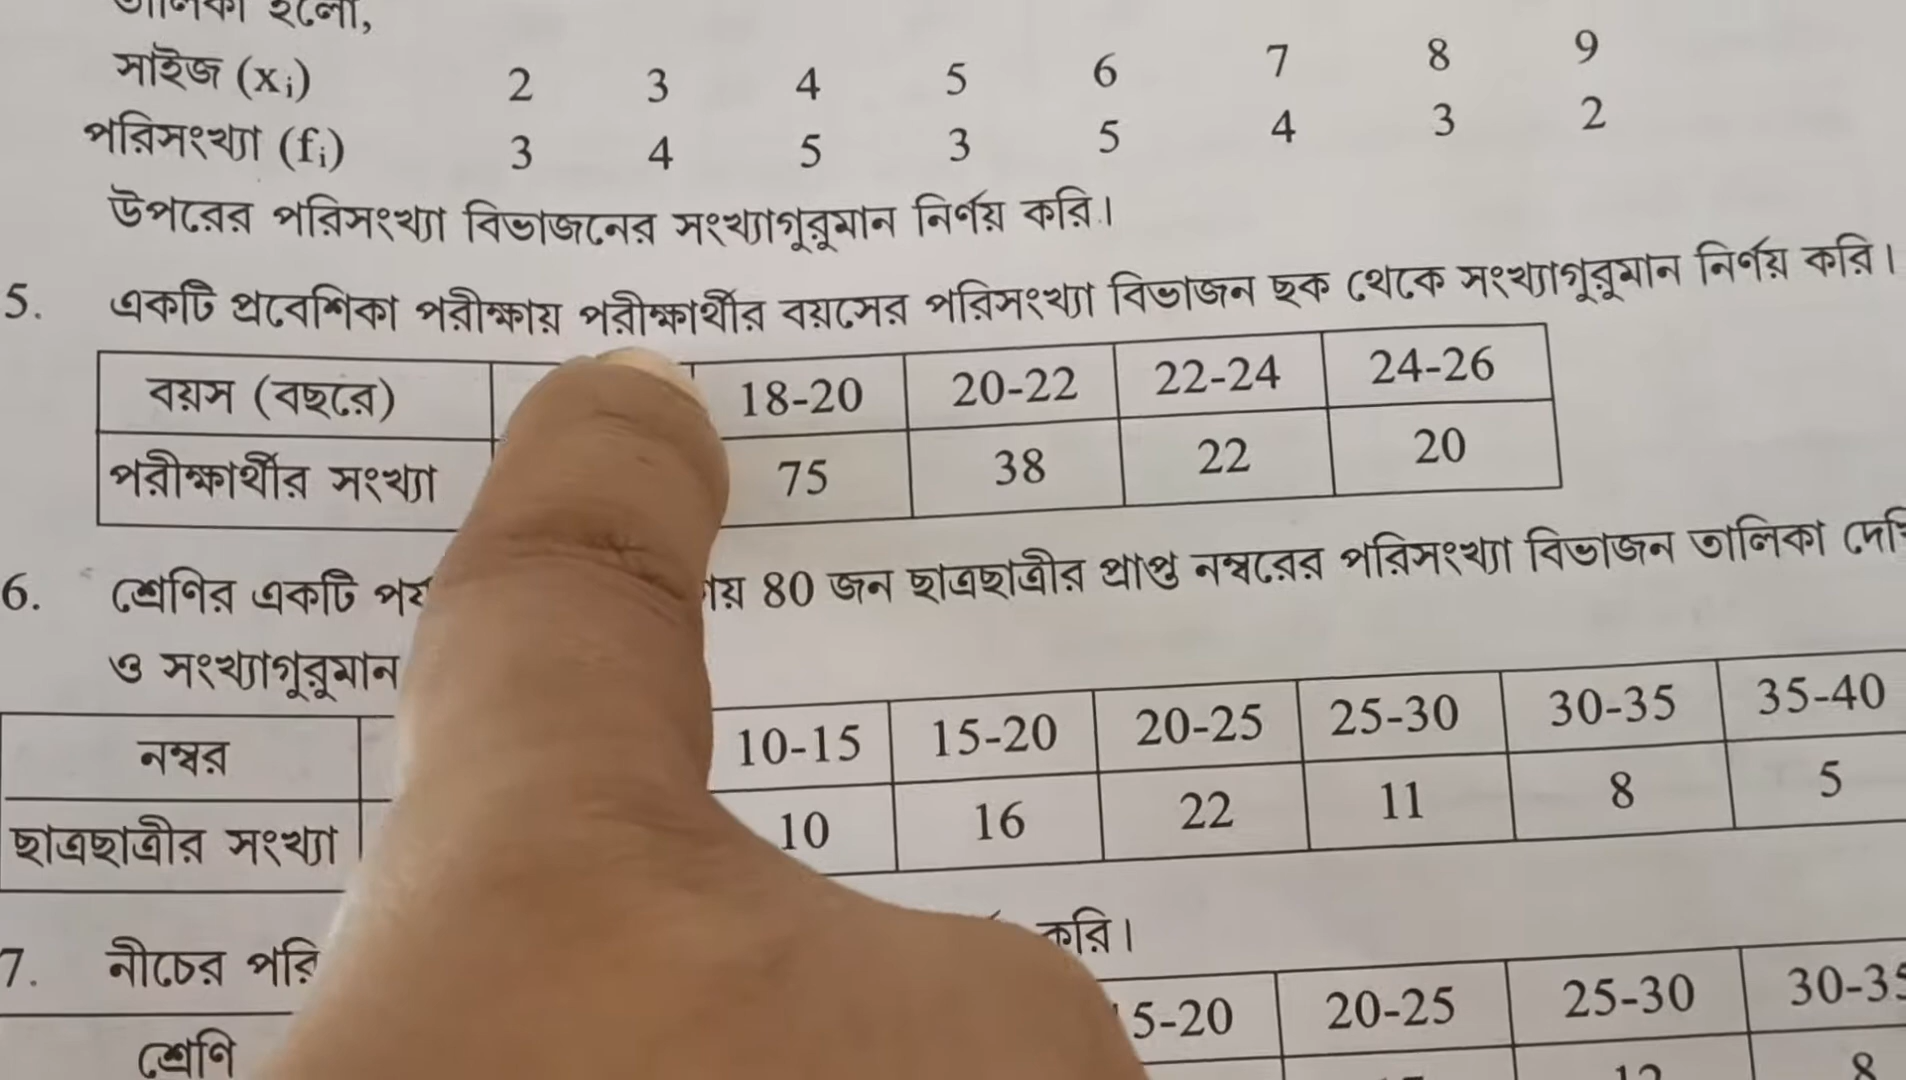 হলো,
সাইজ (xᵢ) 2 3 4 5 6 7 8 9
পরিসংখ্যা (fᵢ) 3 4 5 3 5 4 3 2
উপরের পরিসংখ্যা বিভাজনের সংখ্যাগুরুমান নির্ণয় করি।
5. একটি প্রবেশিকা পরীক্ষায় পরীক্ষার্থীর বয়সের পরিসংখ্যা বিভাজন ছক থেকে সংখ্যাগুরুমান নির্ণয় করি।
বয়স (বছরে) 18-20 20-22 22-24 24-26
পরীক্ষার্থীর সংখ্যা 75 38 22 20
6. শ্রেণির একটি 80 জন ছাত্রছাত্রীর প্রাপ্ত নম্বরের পরিসংখ্যা বিভাজন তালিকা
ও সংখ্যাগুরুমান
নম্বর 10-15 15-20 20-25 25-30 30-35 35-40
ছাত্রছাত্রীর সংখ্যা 10 16 22 11 8 5
7. নীচের করি।
শ্রেণি 5-20 20-25 25-30 30-35
12 8